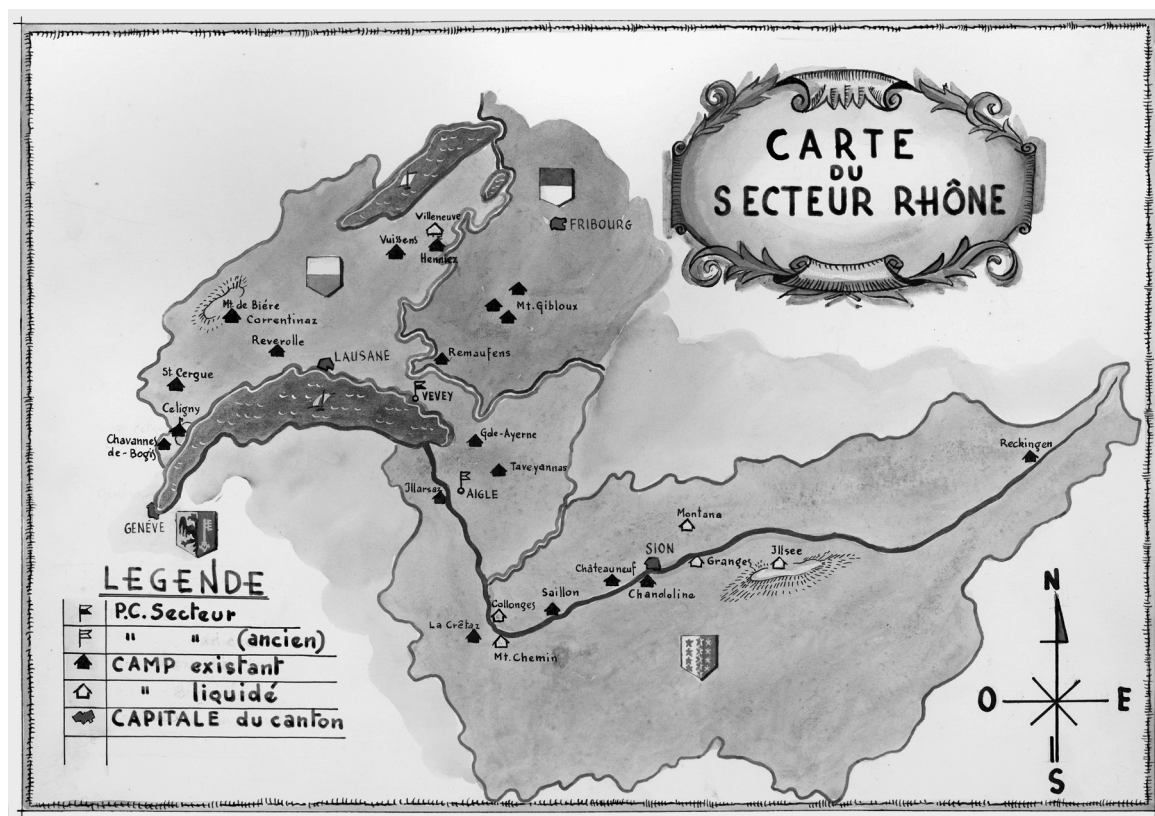 CARTE
DU
SECTEUR RHÔNE
FRIBOURG
Villeneuve
Vuissens
Henniez
Mt. de Biére
Correntinaz
Mt. Gibloux
Reverolle
LAUSANE
Remaufens
St. Cergue
VEVEY
Celigny
Chavannes
de-Bogis
Gde-Ayerne
Taveyannas
Reckingen
Jllarsaz
AIGLE
GENÉVE
Montana
SION
Granges
Jllsee
Châteauneuf
Chandoline
Saillon
Collonges
La Crêtaz
Mt. Chemin
LEGENDE
P.C. Secteur
" " (ancien)
CAMP existant
" liquidé
CAPITALE du canton
N
O E
S